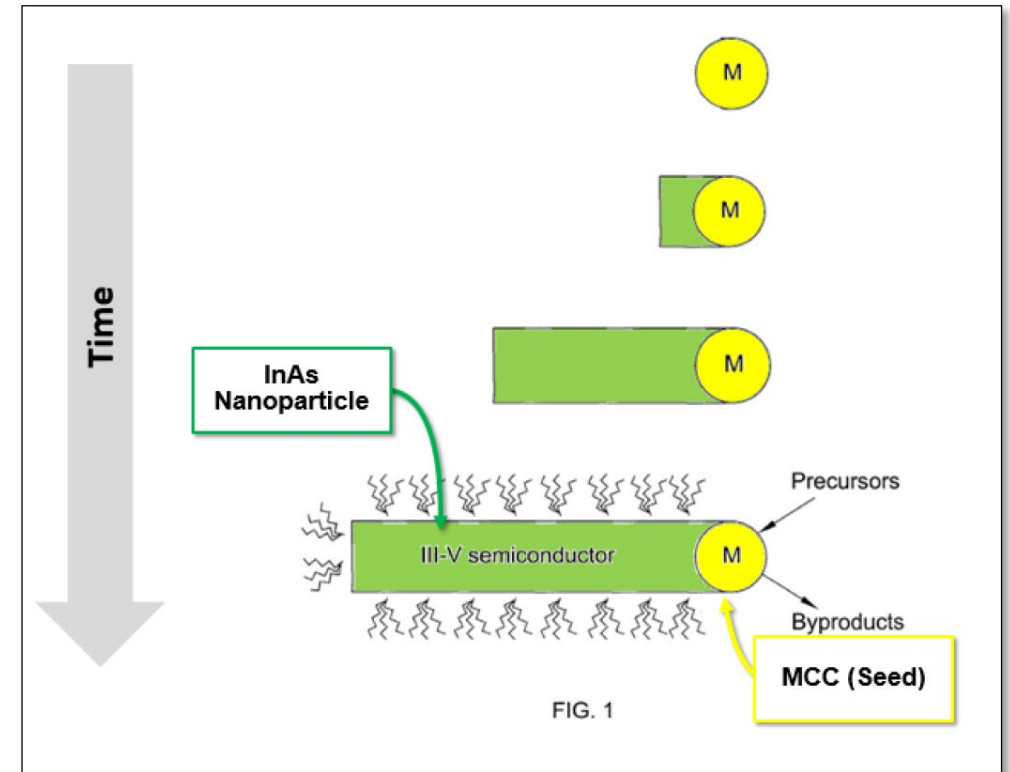 M
M
Time
M
InAs
Nanoparticle
Precursors
III-V semiconductor
M
Byproducts
MCC (Seed)
FIG. 1